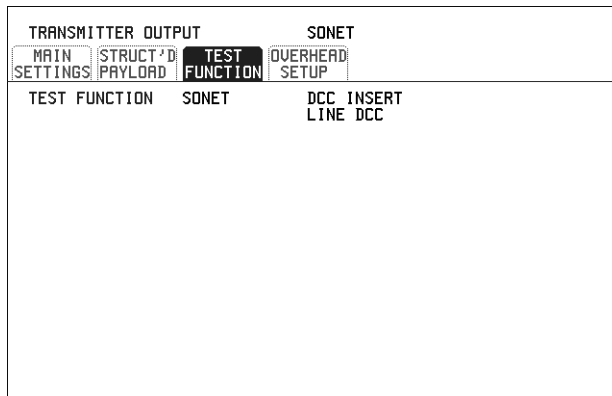 TRANSMITTER OUTPUT SONET
MAIN SETTINGS STRUCT'D PAYLOAD TEST FUNCTION OVERHEAD SETUP
TEST FUNCTION SONET DCC INSERT
LINE DCC